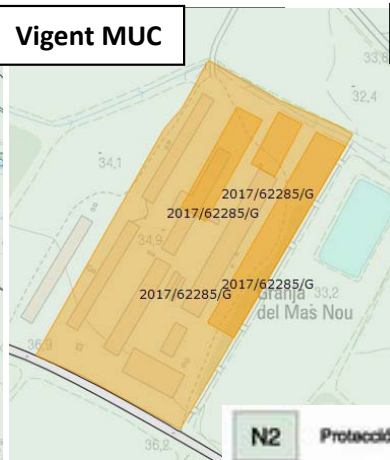 Vigent MUC
33,6
32,4
34,1
2017/62285/G
2017/62285/G
34,9
2017/62285/G
2017/62285/G
Granja 33,2
del Mas Nou
36,9
36,2
N2 Protecció